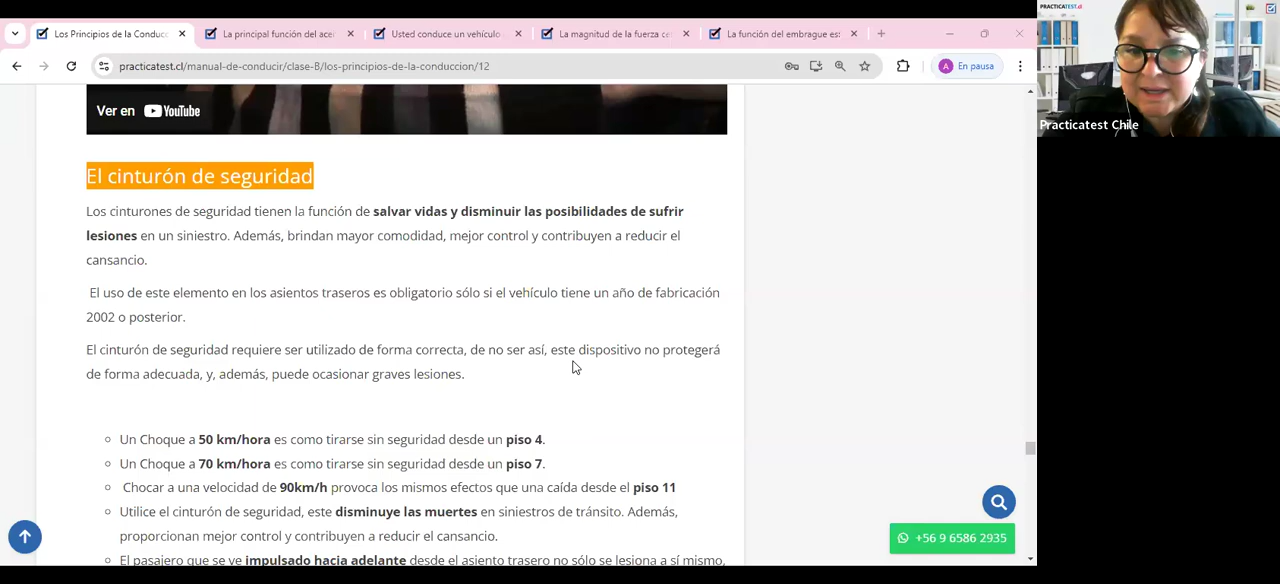 Los Principios de la Conducc
La principal función del ace
Usted conduce un vehículo
La magnitud de la fuerza ce
La función del embrague es:
practicatest.cl/manual-de-conducir/clase-B/los-principios-de-la-conduccion/12
A
En pausa
PRACTICATEST.cl
Practicatest Chile
Ver en YouTube
El cinturón de seguridad
Los cinturones de seguridad tienen la función de salvar vidas y disminuir las posibilidades de sufrir
lesiones en un siniestro. Además, brindan mayor comodidad, mejor control y contribuyen a reducir el
cansancio.
El uso de este elemento en los asientos traseros es obligatorio sólo si el vehículo tiene un año de fabricación
2002 o posterior.
El cinturón de seguridad requiere ser utilizado de forma correcta, de no ser así, este dispositivo no protegerá
de forma adecuada, y, además, puede ocasionar graves lesiones.
Un Choque a 50 km/hora es como tirarse sin seguridad desde un piso 4.
Un Choque a 70 km/hora es como tirarse sin seguridad desde un piso 7.
Chocar a una velocidad de 90km/h provoca los mismos efectos que una caída desde el piso 11
Utilice el cinturón de seguridad, este disminuye las muertes en siniestros de tránsito. Además,
proporcionan mejor control y contribuyen a reducir el cansancio.
El pasajero que se ve impulsado hacia adelante desde el asiento trasero no sólo se lesiona a sí mismo,
+56 9 6586 2935